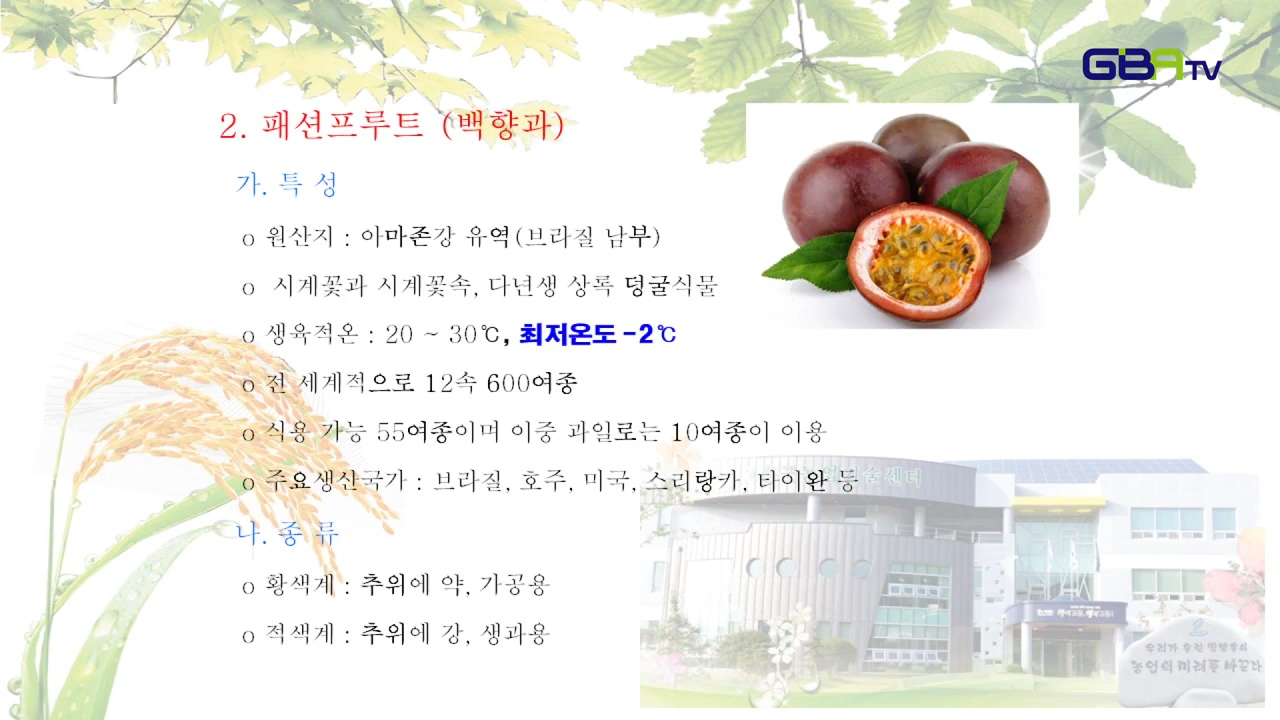 GBA TV
2. 패션프루트 (백향과)
가. 특 성
o 원산지 : 아마존강 유역(브라질 남부)
o 시계꽃과 시계꽃속, 다년생 상록 덩굴식물
o 생육적온 : 20 ~ 30℃, 최저온도 -2℃
o 전 세계적으로 12속 600여종
o 식용 가능 55여종이며 이중 과일로는 10여종이 이용
o 주요생산국가 : 브라질, 호주, 미국, 스리랑카, 타이완 등
나. 종 류
o 황색계 : 추위에 약, 가공용
o 적색계 : 추위에 강, 생과용
농업의 미래를 바꾼다